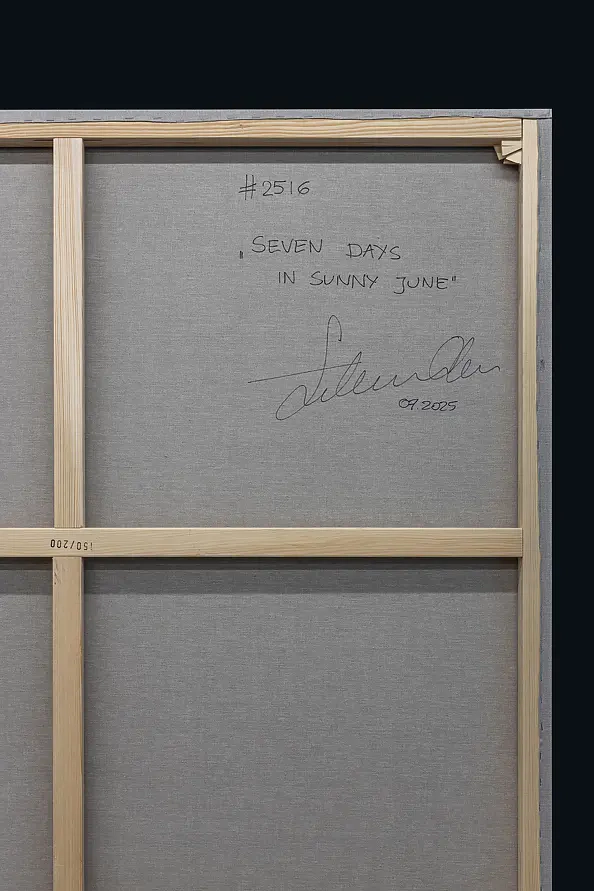 #2516
„SEVEN DAYS
IN SUNNY JUNE"
09.2025
150/200